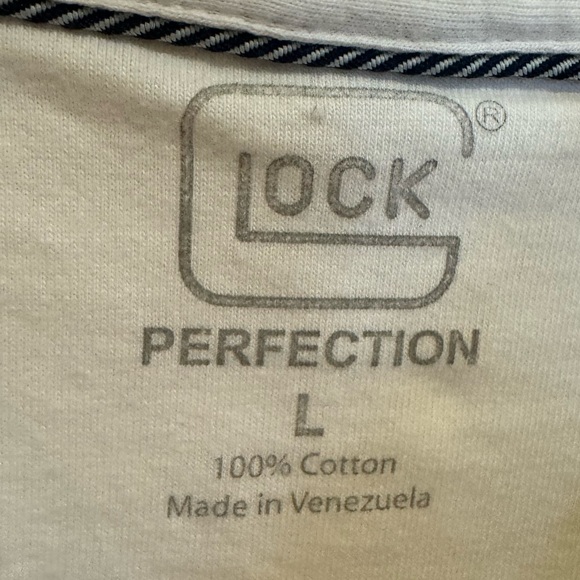 GLOCK®
PERFECTION
L
100% Cotton
Made in Venezuela